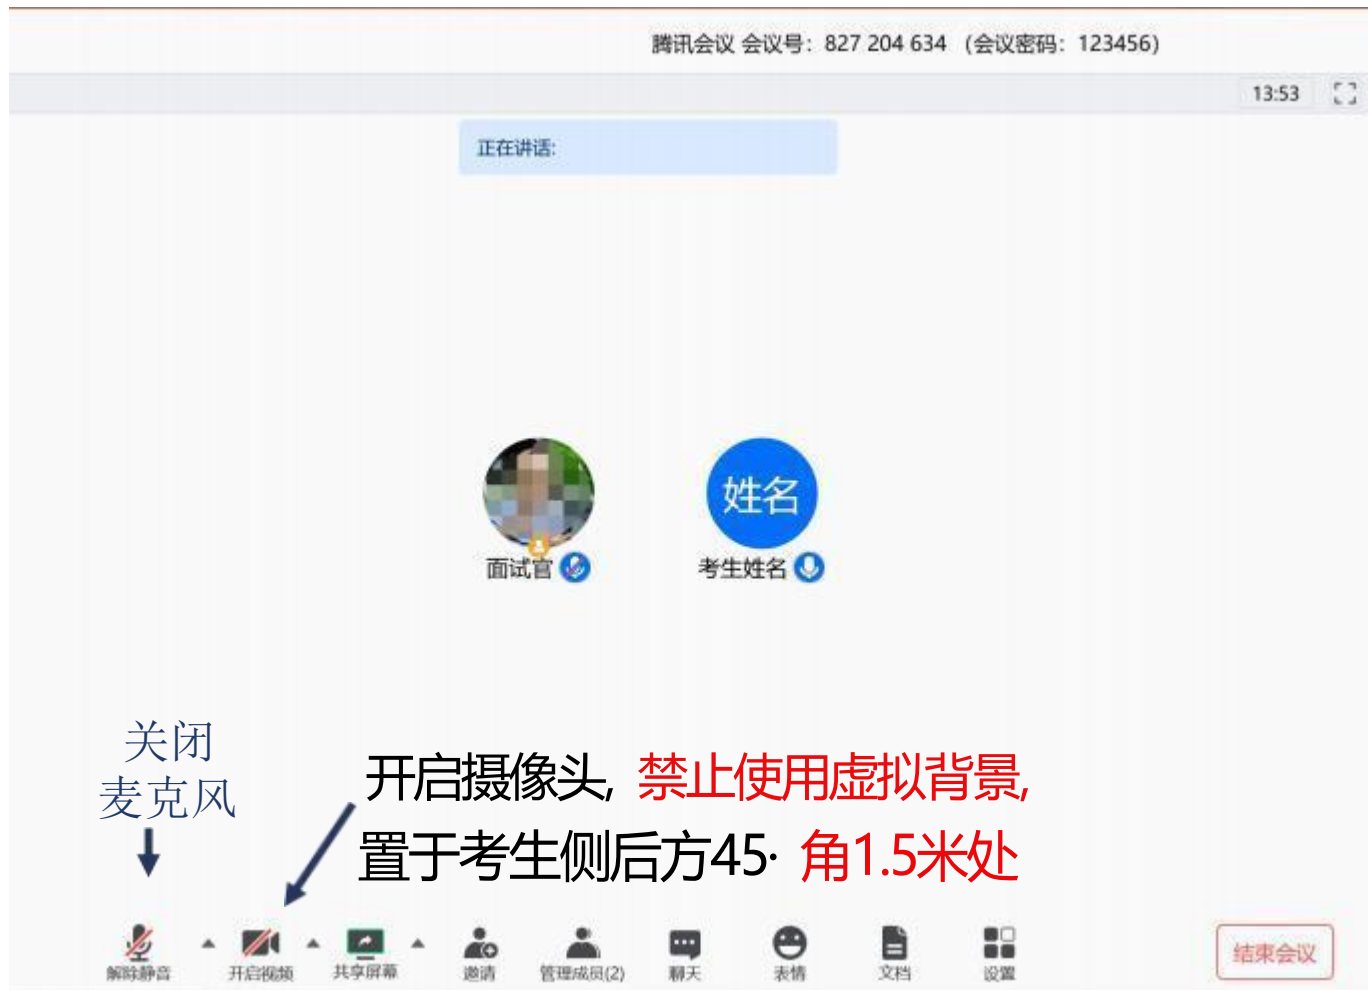 腾讯会议 会议号：827 204 634 （会议密码：123456）
13:53
正在讲话:
姓名
面试官
考生姓名
关闭
麦克风
开启摄像头, 禁止使用虚拟背景,
置于考生侧后方45· 角1.5米处
解除静音
开启视频
共享屏幕
邀请
管理成员(2)
聊天
表情
文档
设置
结束会议